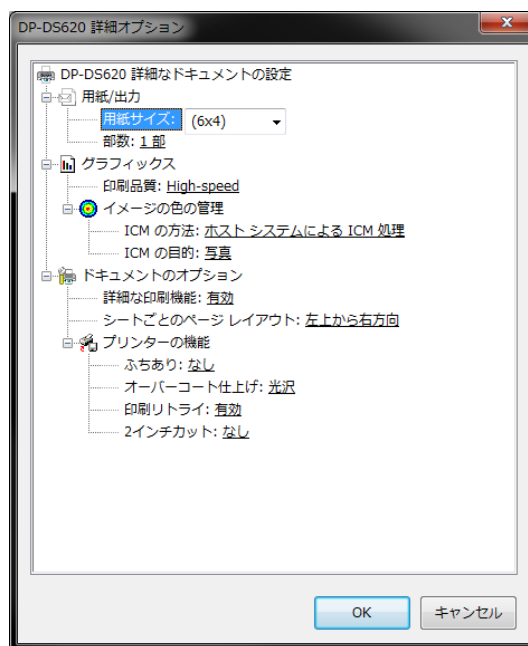 DP-DS620 詳細オプション
DP-DS620 詳細なドキュメントの設定
用紙/出力
用紙サイズ: (6x4)
部数: 1 部
グラフィックス
印刷品質: High-speed
イメージの色の管理
ICM の方法: ホスト システムによる ICM 処理
ICM の目的: 写真
ドキュメントのオプション
詳細な印刷機能: 有効
シートごとのページ レイアウト: 左上から右方向
プリンターの機能
ふちあり: なし
オーバーコート仕上げ: 光沢
印刷リトライ: 有効
2インチカット: なし
OK キャンセル